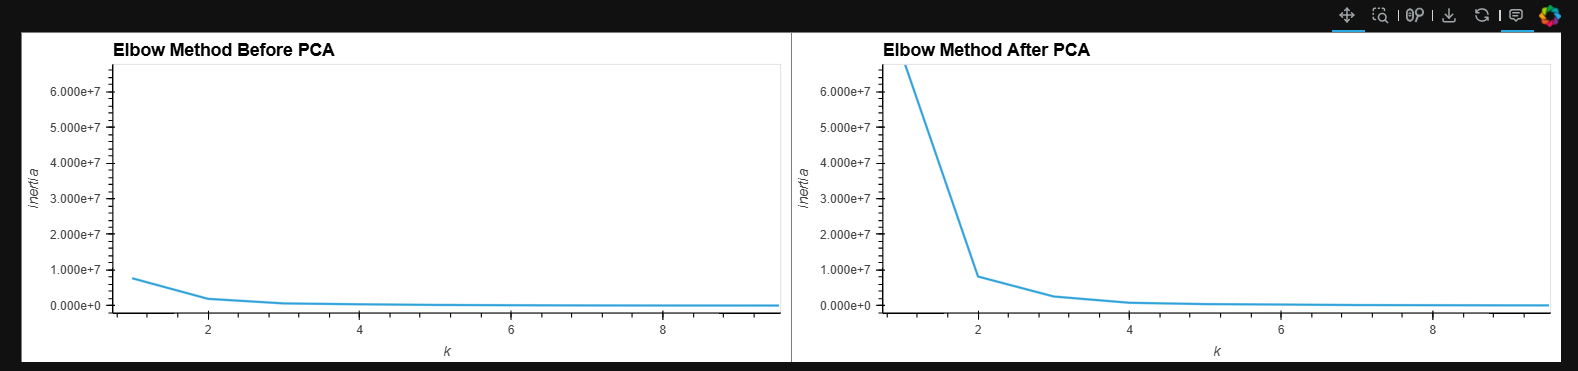 Elbow Method Before PCA
6.000e+7
5.000e+7
4.000e+7
3.000e+7
2.000e+7
1.000e+7
0.000e+0
inertia
2 4 6 8
k
Elbow Method After PCA
6.000e+7
5.000e+7
4.000e+7
3.000e+7
2.000e+7
1.000e+7
0.000e+0
inertia
2 4 6 8
k